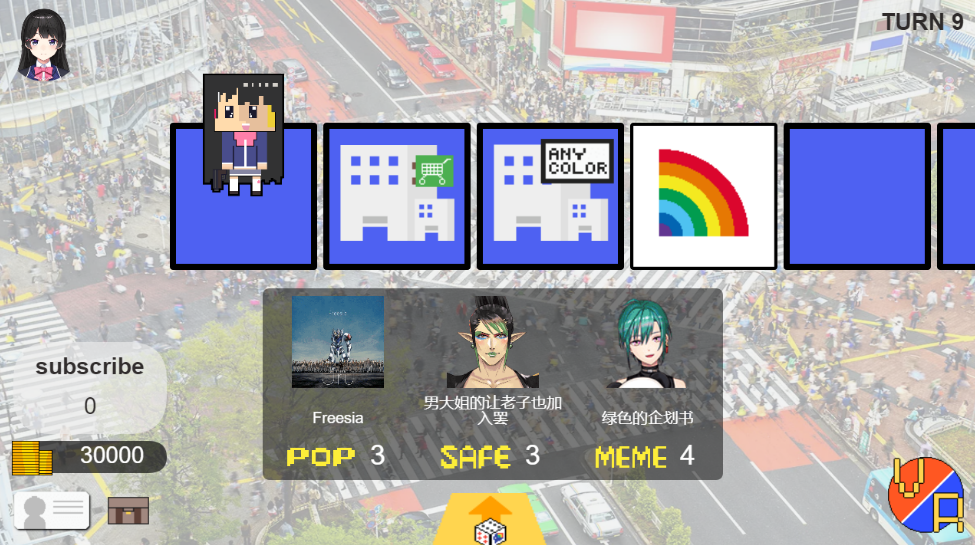 TURN 9
ANY
COLOR
subscribe
0
30000
Freesia
男大姐的让老子也加
入罢
绿色的企划书
POP 3
SAFE 3
MEME 4